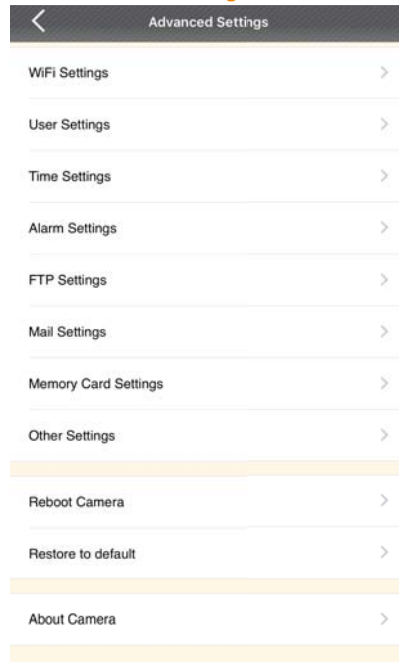 Advanced Settings
WiFi Settings
User Settings
Time Settings
Alarm Settings
FTP Settings
Mail Settings
Memory Card Settings
Other Settings
Reboot Camera
Restore to default
About Camera